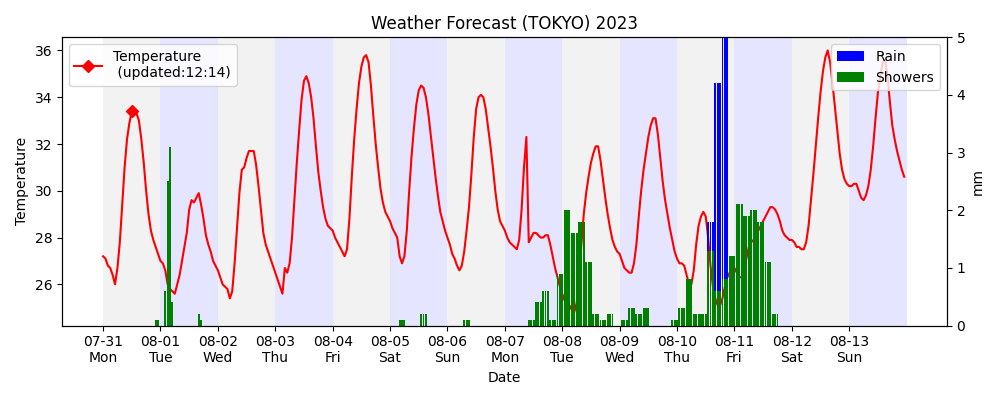 Weather Forecast (TOKYO) 2023
Temperature
(updated:12:14)
Rain
Showers
36
34
32
30
28
26
Temperature
5
4
3
2
1
0
mm
07-31 08-01 08-02 08-03 08-04 08-05 08-06 08-07 08-08 08-09 08-10 08-11 08-12 08-13
Mon Tue Wed Thu Fri Sat Sun Mon Tue Wed Thu Fri Sat Sun
Date